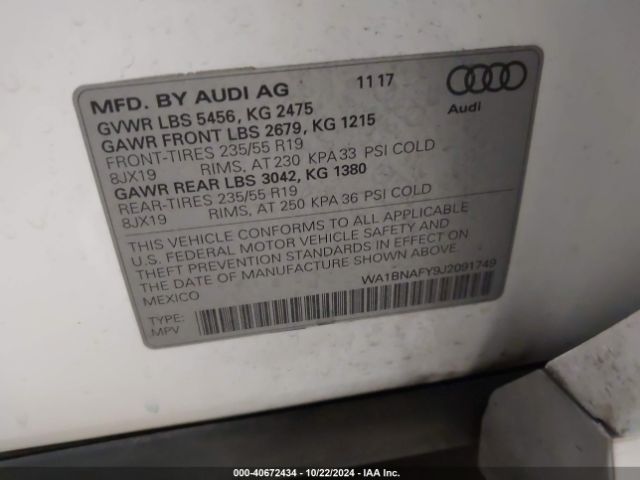 MFD. BY AUDI AG 11 17
Audi
GVWR LBS 5456, KG 2475
GAWR FRONT LBS 2679, KG 1215
FRONT-TIRES 235/55 R19
8JX19 RIMS, AT 230 KPA 33 PSI COLD
GAWR REAR LBS 3042, KG 1380
REAR-TIRES 235/55 R19
8JX19 RIMS, AT 250 KPA 36 PSI COLD
THIS VEHICLE CONFORMS TO ALL APPLICABLE
U.S. FEDERAL MOTOR VEHICLE SAFETY AND
THEFT PREVENTION STANDARDS IN EFFECT ON
THE DATE OF MANUFACTURE SHOWN ABOVE.
MEXICO
WA1BNAFY9J2091749
TYPE:
MPV
000-40672434 - 10/22/2024 - IAA Inc.